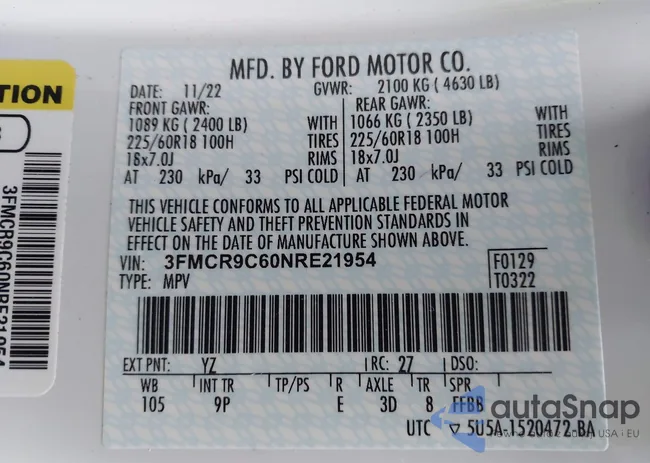 MFD. BY FORD MOTOR CO.
DATE: 11/22 GVWR: 2100 KG ( 4630 LB)
FRONT GAWR: REAR GAWR:
1089 KG ( 2400 LB) WITH 1066 KG ( 2350 LB) WITH
225/60R18 100H TIRES 225/60R18 100H TIRES
18x7.0J RIMS 18x7.0J RIMS
AT 230 kPa/ 33 PSI COLD AT 230 kPa/ 33 PSI COLD
THIS VEHICLE CONFORMS TO ALL APPLICABLE FEDERAL MOTOR
VEHICLE SAFETY AND THEFT PREVENTION STANDARDS IN
EFFECT ON THE DATE OF MANUFACTURE SHOWN ABOVE.
VIN: 3FMCR9C60NRE21954 F0129
TYPE: MPV T0322
EXT PNT: YZ RC: 27 DSO:
WB INT TR TP/PS R AXLE TR SPR
105 9P E 3D 8 FFBB
UTC ▽ 5U5A-1520472-BA
TION
3FMCR9C60NRE21954
autoSnap